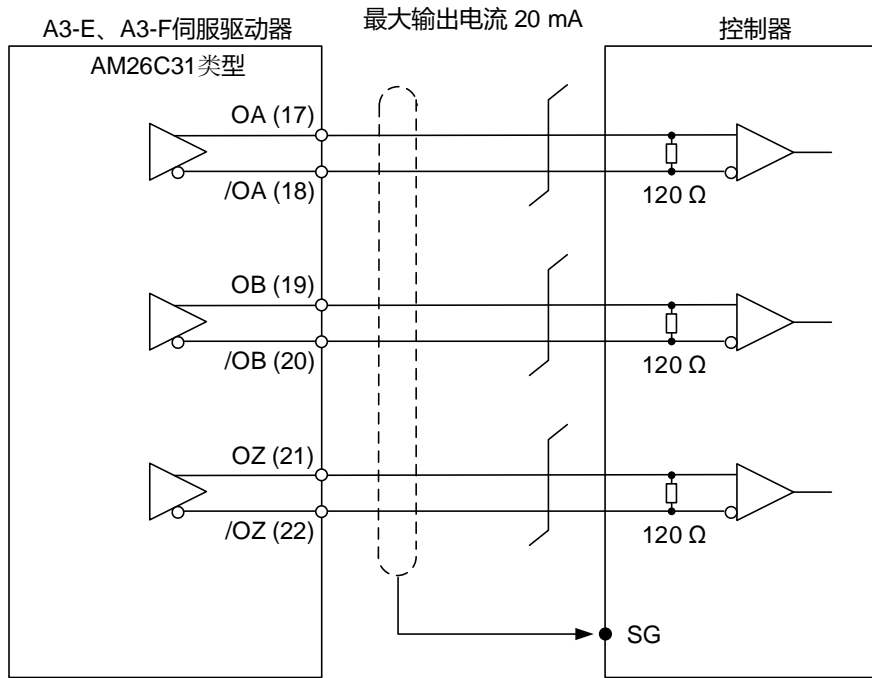 最大输出电流 20 mA
A3-E、A3-F伺服驱动器
控制器
AM26C31类型
OA (17)
/OA (18)
120 Ω
OB (19)
/OB (20)
120 Ω
OZ (21)
/OZ (22)
120 Ω
SG